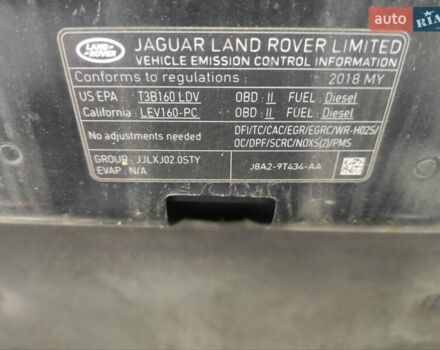 auto RIA
LAND ROVER
JAGUAR LAND ROVER LIMITED
VEHICLE EMISSION CONTROL INFORMATION
Conforms to regulations : 2018 MY
US EPA : T3B160 LDV OBD : II FUEL : Diesel
California : LEV160-PC OBD : II FUEL : Diesel
No adjustments needed
DFI/TC/CAC/EGR/EGRC/WR-HO2S/
OC/DPF/SCRC/NOXS(2)/PMS
GROUP : JJLXJ02.0STY
EVAP : N/A
J8A2-9T434-AA